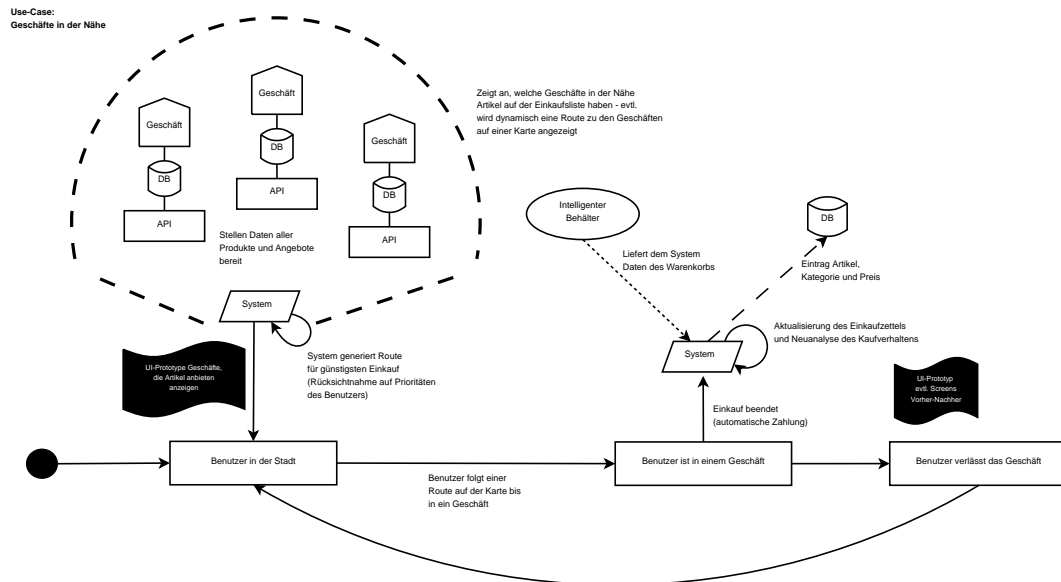 Use-Case:
Geschäfte in der Nähe
Geschäft
DB
API
Geschäft
DB
API
Geschäft
DB
API
Stellen Daten aller
Produkte und Angebote
bereit
Zeigt an, welche Geschäfte in der Nähe
Artikel auf der Einkaufsliste haben - evtl.
wird dynamisch eine Route zu den Geschäften
auf einer Karte angezeigt
Intelligenter
Behälter
DB
Liefert dem System
Daten des Warenkorbs
Eintrag Artikel,
Kategorie und Preis
System
System generiert Route
für günstigsten Einkauf
(Rücksichtnahme auf Prioritäten
des Benutzers)
System
Aktualisierung des Einkaufzettels
und Neuanalyse des Kaufverhaltens
UI-Prototype Geschäfte,
die Artikel anbieten
anzeigen
Einkauf beendet
(automatische Zahlung)
UI-Prototyp
evtl. Screens
Vorher-Nachher
Benutzer in der Stadt
Benutzer folgt einer
Route auf der Karte bis
in ein Geschäft
Benutzer ist in einem Geschäft
Benutzer verlässt das Geschäft